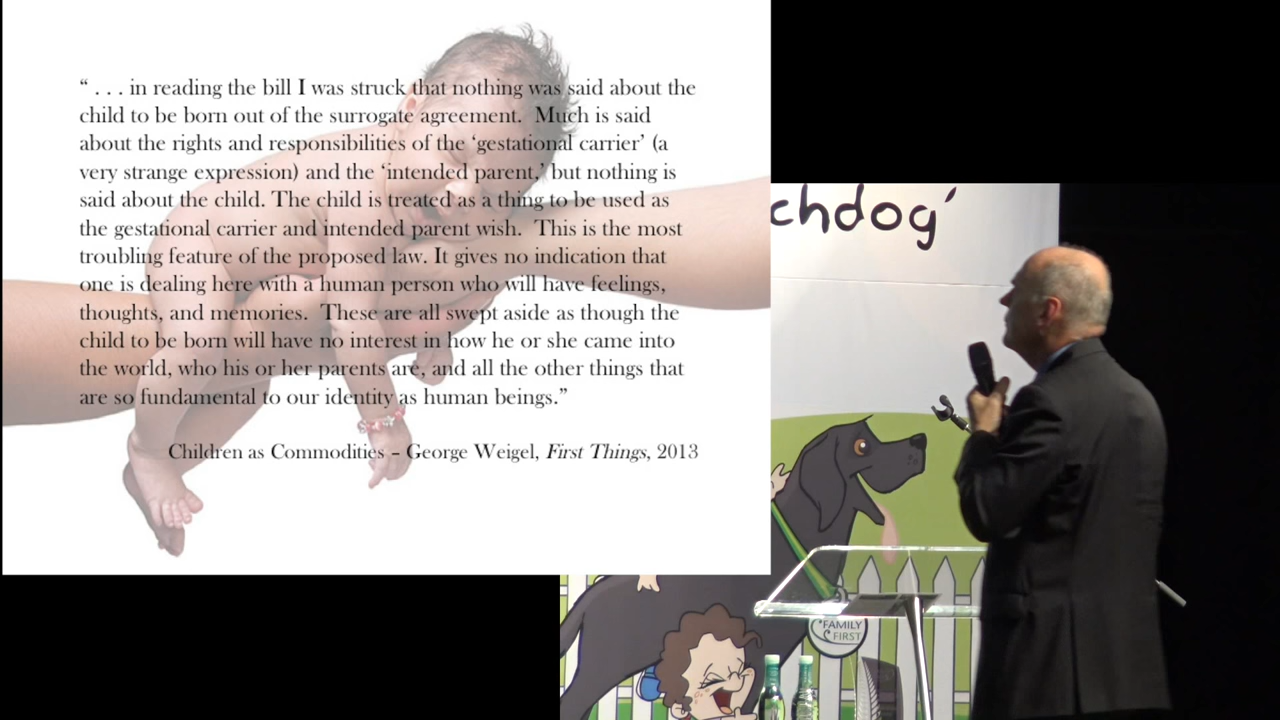 “ . . . in reading the bill I was struck that nothing was said about the
child to be born out of the surrogate agreement.  Much is said
about the rights and responsibilities of the ‘gestational carrier’ (a
very strange expression) and the ‘intended parent,’ but nothing is
said about the child. The child is treated as a thing to be used as
the gestational carrier and intended parent wish.  This is the most
troubling feature of the proposed law. It gives no indication that
one is dealing here with a human person who will have feelings,
thoughts, and memories.  These are all swept aside as though the
child to be born will have no interest in how he or she came into
the world, who his or her parents are, and all the other things that
are so fundamental to our identity as human beings.”
Children as Commodities – George Weigel, First Things, 2013
chdog’
FAMILY
FIRST